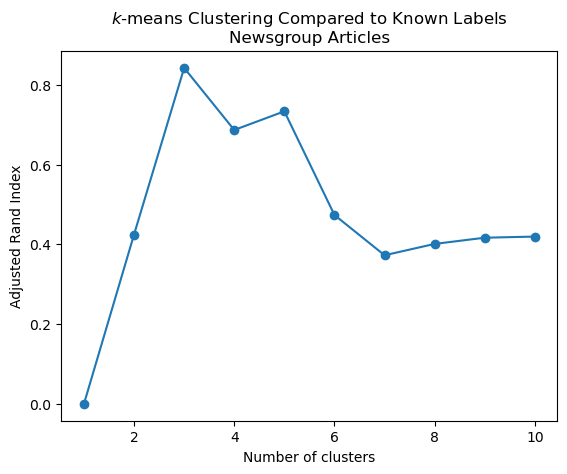 k-means Clustering Compared to Known Labels
Newsgroup Articles
Adjusted Rand Index
0.8
0.6
0.4
0.2
0.0
2 4 6 8 10
Number of clusters